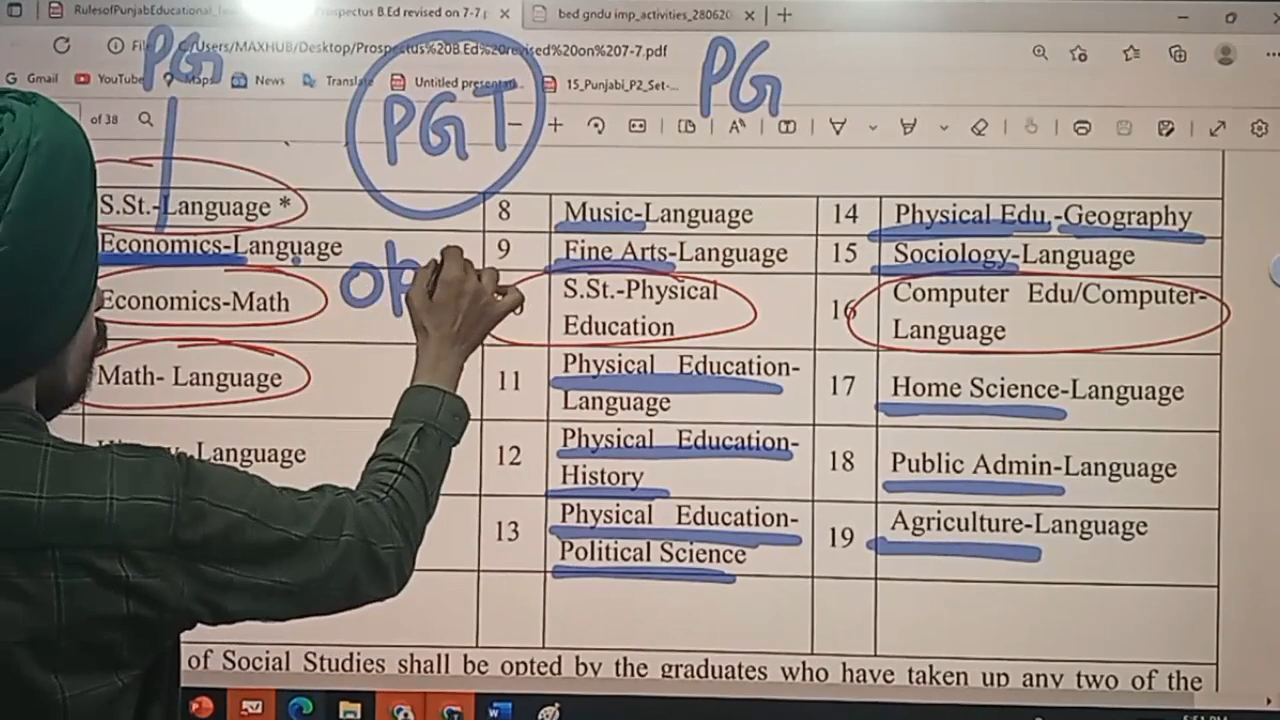 RulesofPunjabEducational_
ospectus B.Ed revised on 7-7.p
bed gndu imp_activities_280620
C:/Users/MAXHUB/Desktop/Prospectus%20B.Ed%20revised%20on%207-7.pdf
Gmail YouTube Maps News Translate Untitled presentat... 15_Punjabi_P2_Set-...
PG PGT PG
of 38
S.St.-Language * 8 Music-Language 14 Physical Edu.-Geography
Economics-Language 9 Fine Arts-Language 15 Sociology-Language
Economics-Math S.St.-Physical Education 16 Computer Edu/Computer-Language
Math- Language 11 Physical Education-Language 17 Home Science-Language
Language 12 Physical Education-History 18 Public Admin-Language
13 Physical Education-Political Science 19 Agriculture-Language
of Social Studies shall be opted by the graduates who have taken up any two of the